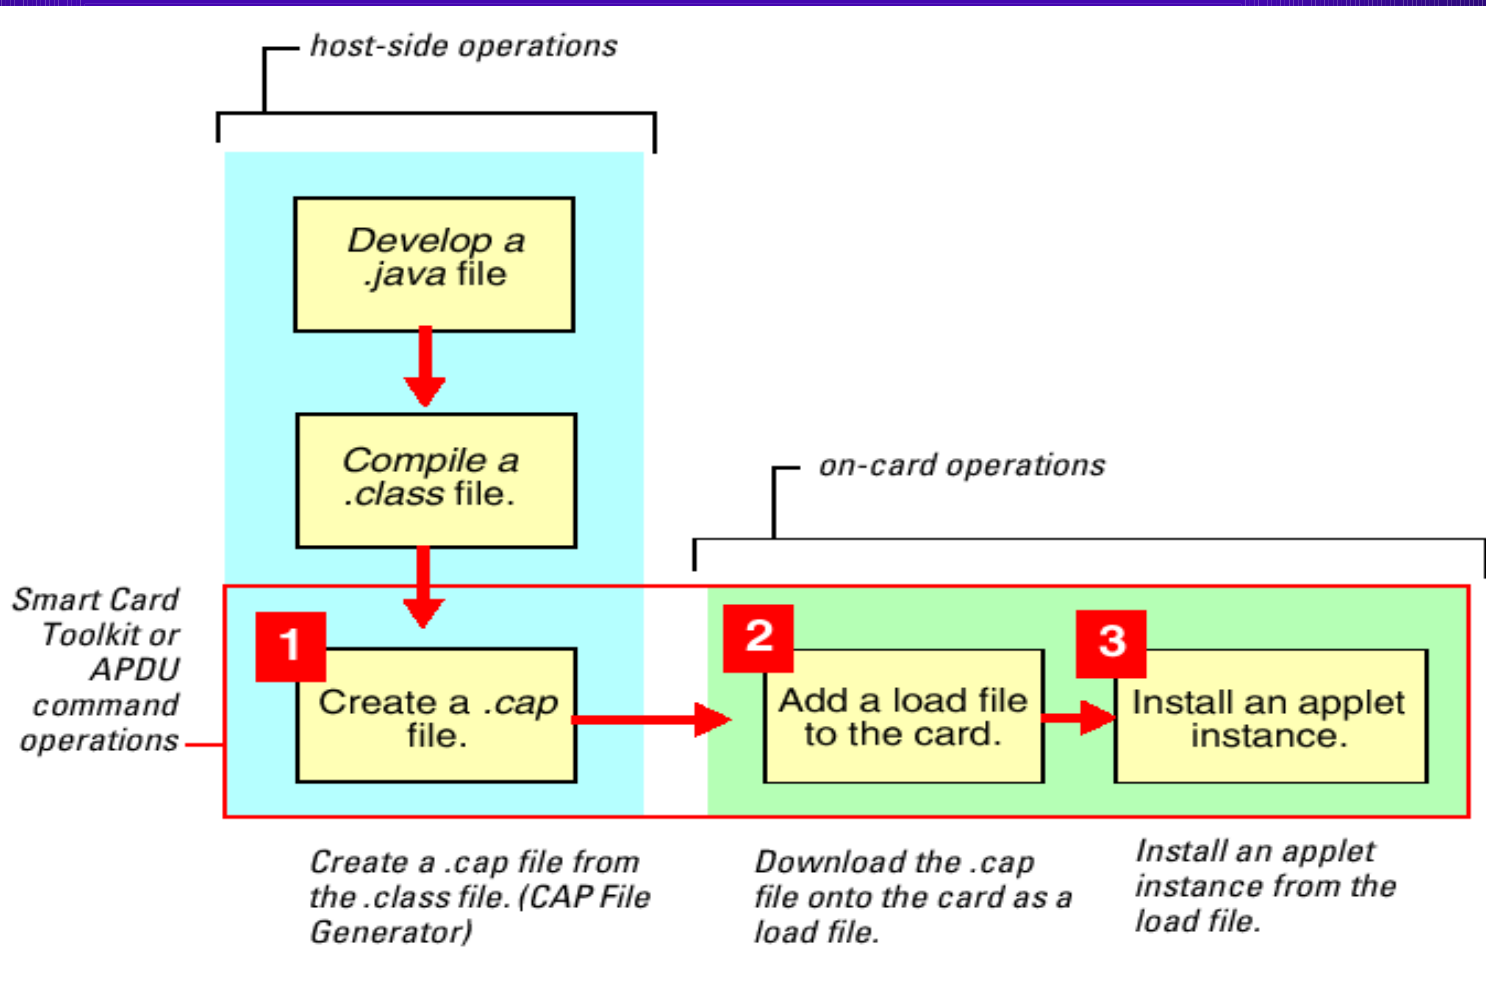 host-side operations
Develop a
.java file
Compile a
.class file.
on-card operations
Smart Card
Toolkit or
APDU
command
operations
1
Create a .cap
file.
2
Add a load file
to the card.
3
Install an applet
instance.
Create a .cap file from
the .class file. (CAP File
Generator)
Download the .cap
file onto the card as a
load file.
Install an applet
instance from the
load file.